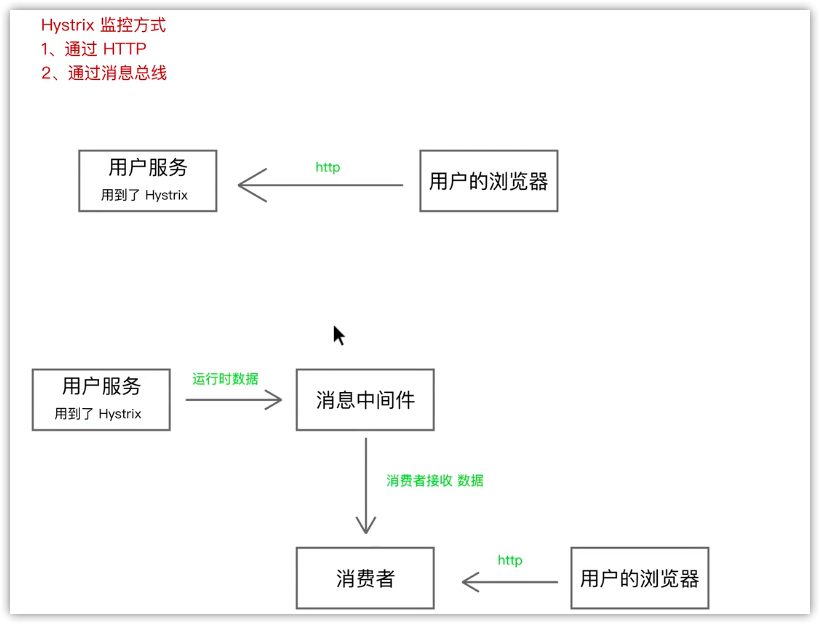 Hystrix 监控方式
1、通过 HTTP
2、通过消息总线
用户服务
用到了 Hystrix
http
用户的浏览器
用户服务
用到了 Hystrix
运行时数据
消息中间件
消费者接收 数据
消费者
http
用户的浏览器